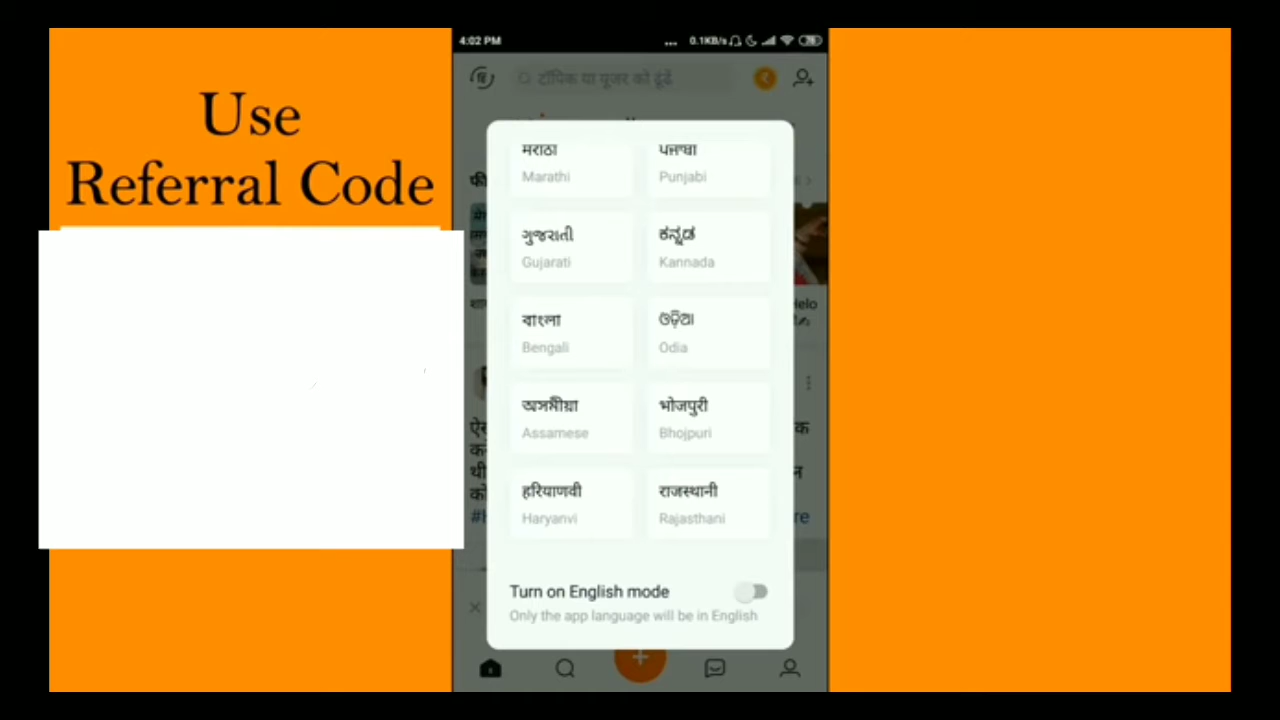 Use
Referral Code
4:02 PM
0.1KB/s
टॉपिक या यूजर को ढूंढें
मराठी
Marathi
ਪੰਜਾਬੀ
Punjabi
ગુજરાતી
Gujarati
ಕನ್ನಡ
Kannada
বাংলা
Bengali
ଓଡ଼ିଆ
Odia
অসমীয়া
Assamese
भोजपुरी
Bhojpuri
हरियाणवी
Haryanvi
राजस्थानी
Rajasthani
Turn on English mode
Only the app language will be in English